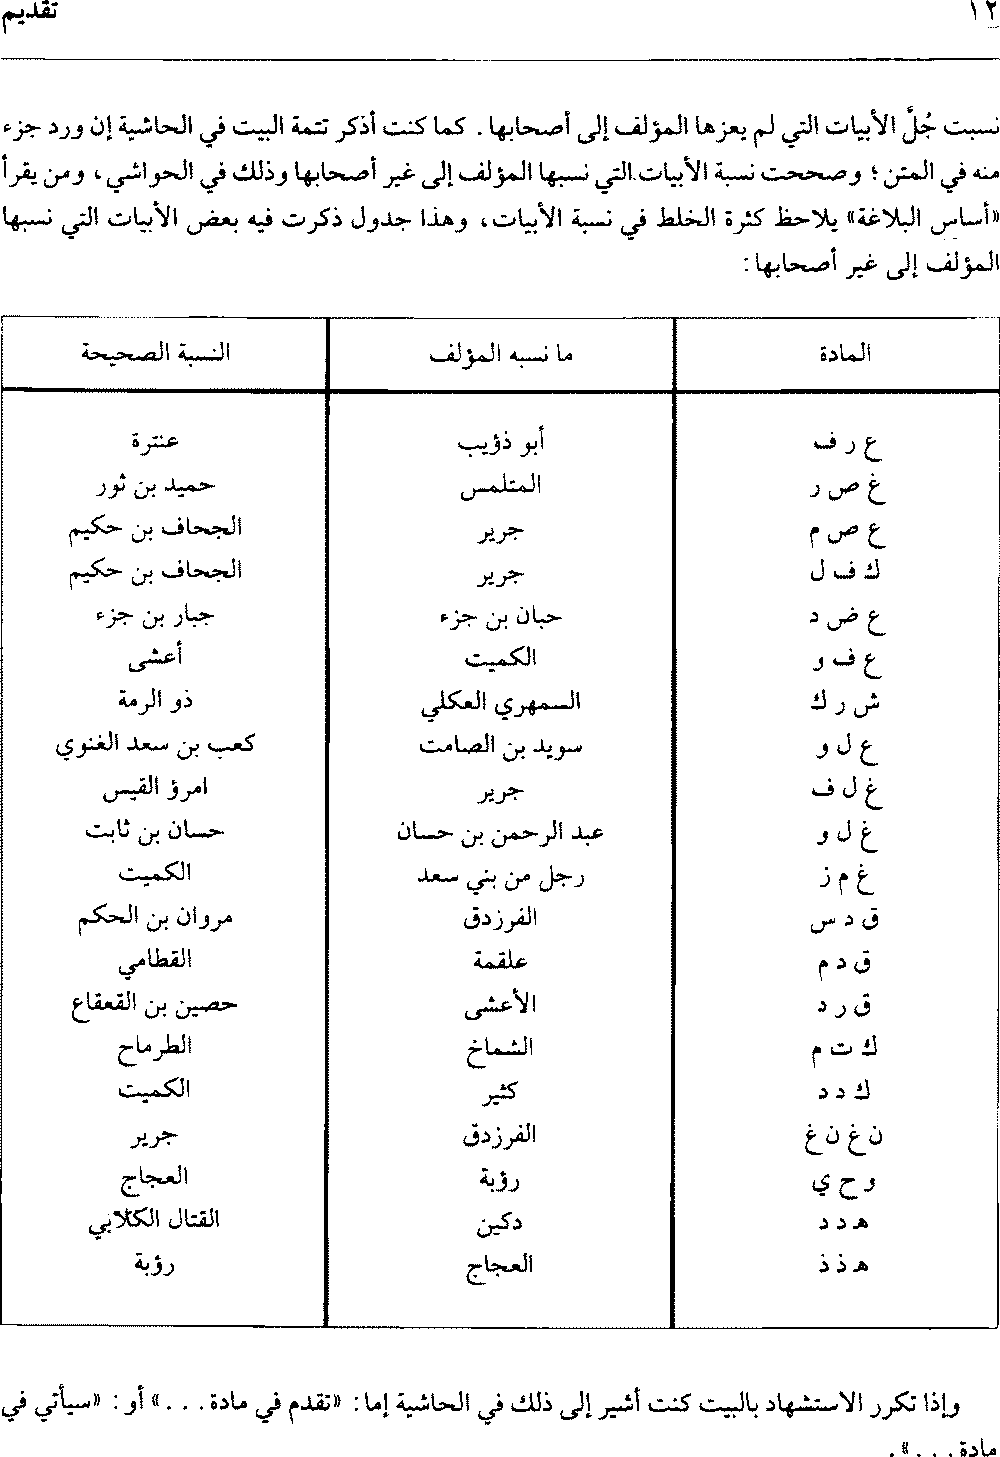 ١٢ تقديم
نسبت جُلَّ الأبيات التي لم يعزها المؤلف إلى أصحابها. كما كنت أذكر تتمة البيت في الحاشية إن ورد جزء
منه في المتن؛ وصححت نسبة الأبيات التي نسبها المؤلف إلى غير أصحابها وذلك في الحواشي، ومن يقرأ
«أساس البلاغة» يلاحظ كثرة الخلط في نسبة الأبيات، وهذا جدول ذكرت فيه بعض الأبيات التي نسبها
المؤلف إلى غير أصحابها:
المادة ما نسبه المؤلف النسبة الصحيحة
ع ر ف أبو ذؤيب عنترة
غ ص ر المتلمس حميد بن ثور
ع ص م جرير الجحاف بن حكيم
ك ف ل جرير الجحاف بن حكيم
ع ض د حبان بن جزء جبار بن جزء
ع ف و الكميت أعشى
ش ر ك السمهري العكلي ذو الرمة
ع ل و سويد بن الصامت كعب بن سعد الغنوي
غ ل ف جرير امرؤ القيس
غ ل و عبد الرحمن بن حسان حسان بن ثابت
غ م ز رجل من بني سعد الكميت
ق د س الفرزدق مروان بن الحكم
ق د م علقمة القطامي
ق ر د الأعشى حصين بن القعقاع
ك ت م الشماخ الطرماح
ك د د كثير الكميت
ن غ ن غ الفرزدق جرير
و ح ي رؤبة العجاج
ه د د دكين القتال الكلابي
ه ذ ذ العجاج رؤبة
وإذا تكرر الاستشهاد بالبيت كنت أشير إلى ذلك في الحاشية إما: «تقدم في مادة...» أو: «سيأتي في
مادة...».